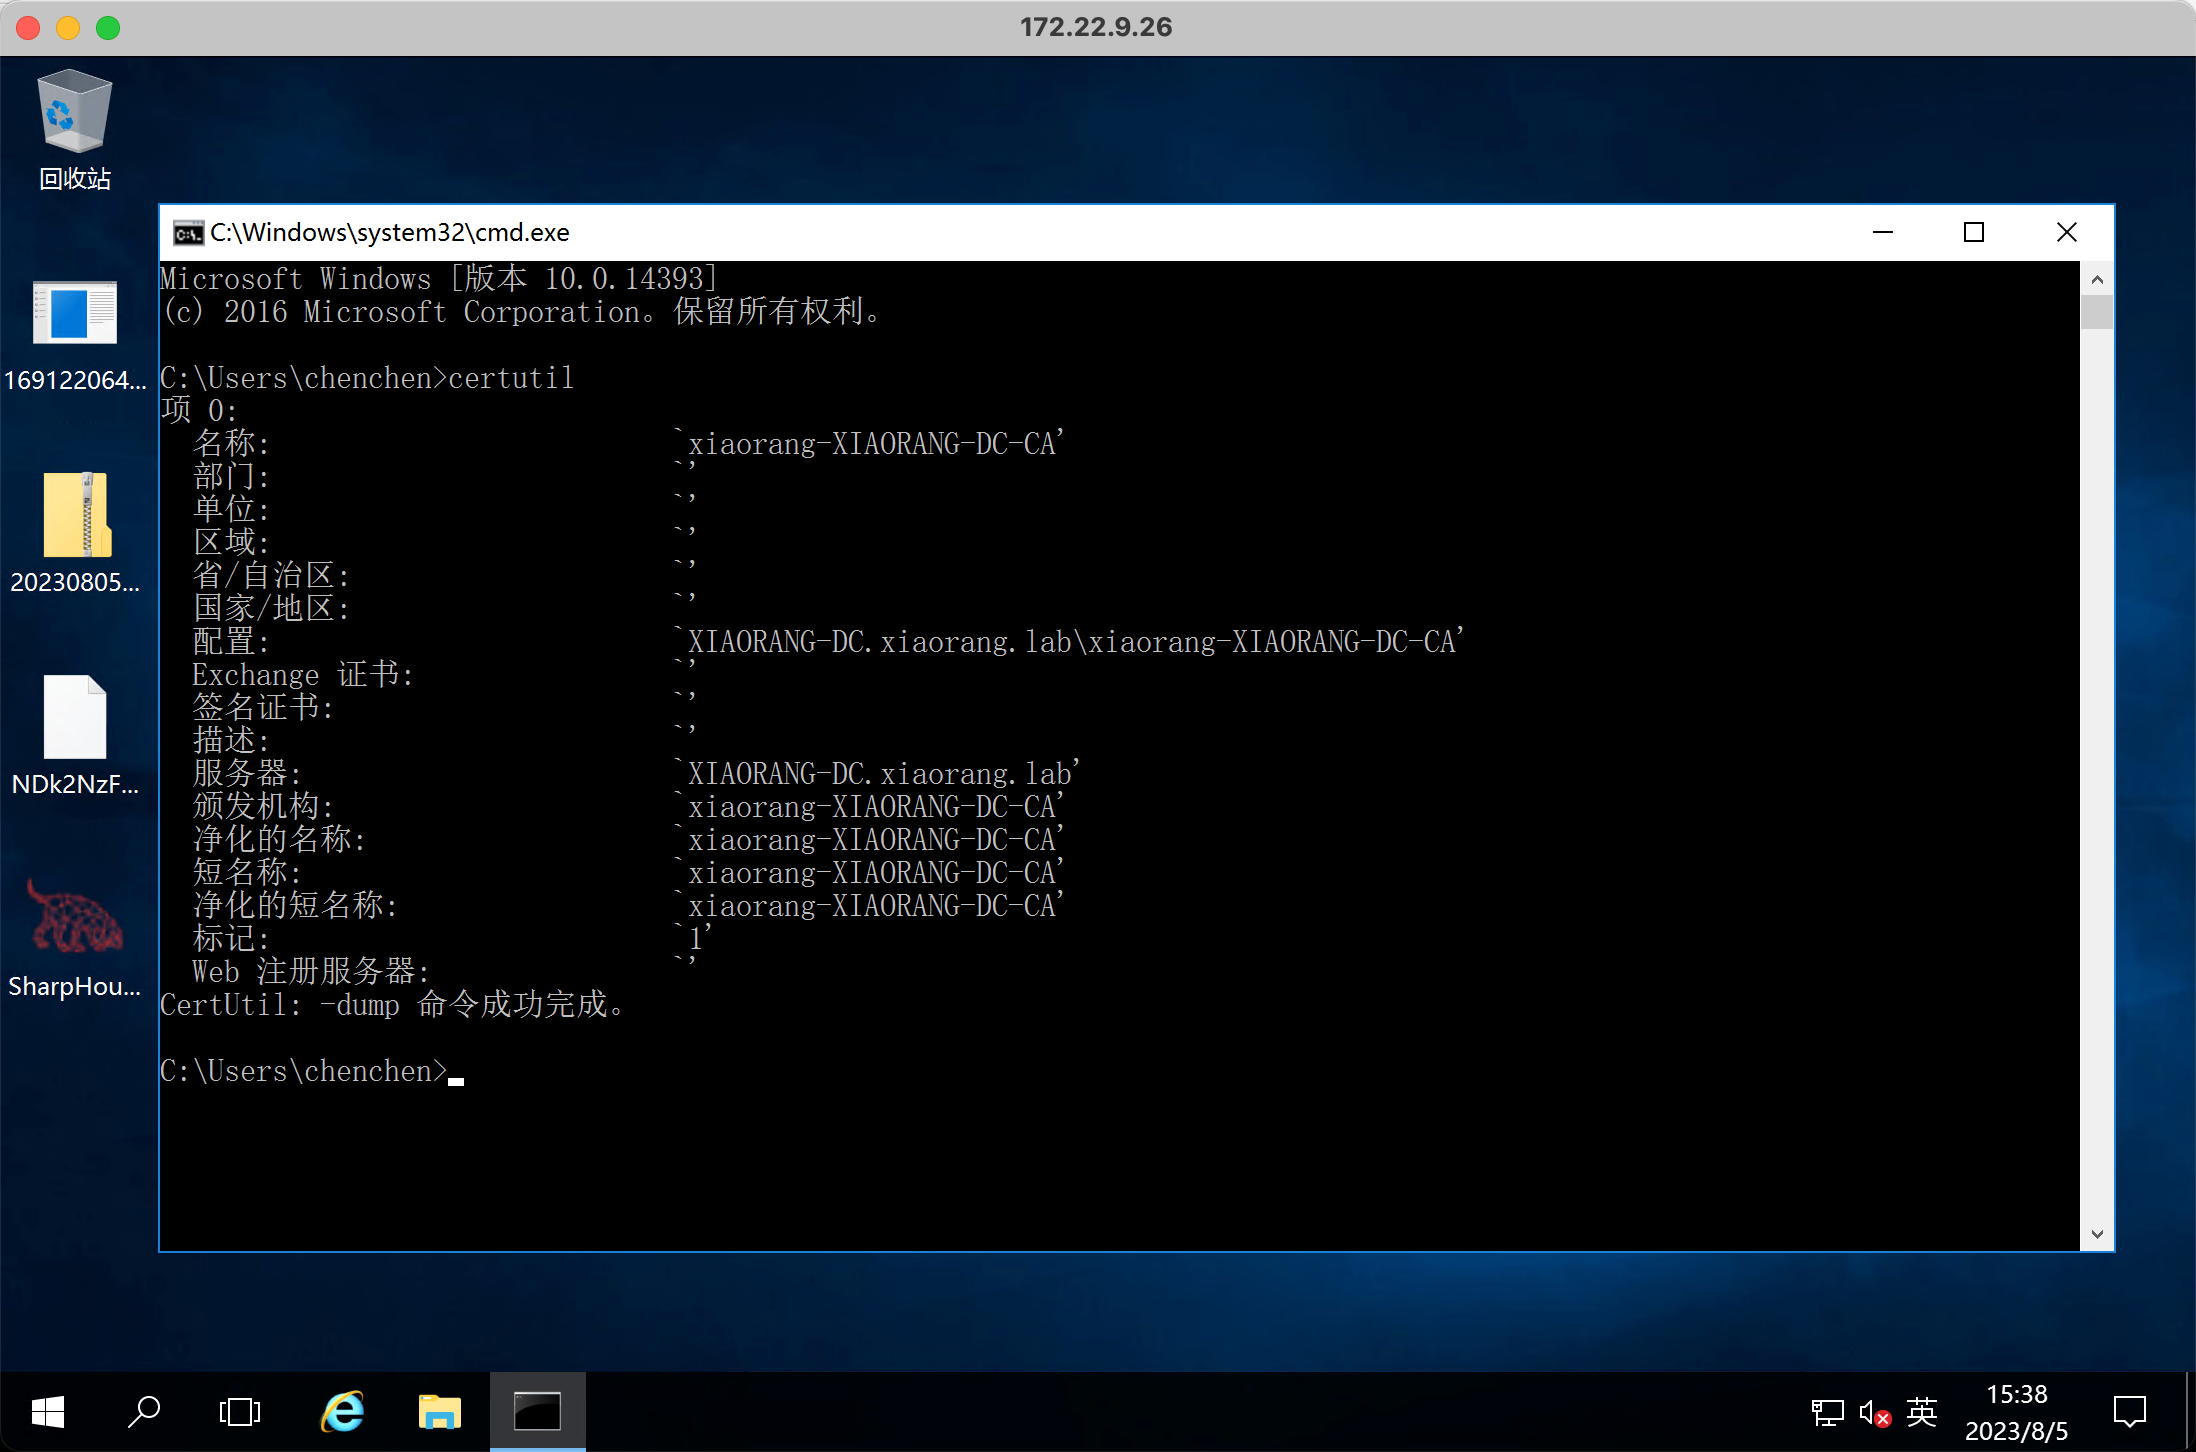 172.22.9.26
回收站
169122064...
20230805...
NDk2NzF...
SharpHou...
C:\Windows\system32\cmd.exe
Microsoft Windows [版本 10.0.14393]
(c) 2016 Microsoft Corporation。保留所有权利。
C:\Users\chenchen>certutil
项 0:
名称: `xiaorang-XIAORANG-DC-CA'
部门: `'
单位: `'
区域: `'
省/自治区: `'
国家/地区: `'
配置: `XIAORANG-DC.xiaorang.lab\xiaorang-XIAORANG-DC-CA'
Exchange 证书: `'
签名证书: `'
描述: `'
服务器: `XIAORANG-DC.xiaorang.lab'
颁发机构: `xiaorang-XIAORANG-DC-CA'
净化的名称: `xiaorang-XIAORANG-DC-CA'
短名称: `xiaorang-XIAORANG-DC-CA'
净化的短名称: `xiaorang-XIAORANG-DC-CA'
标记: `1'
Web 注册服务器: `'
CertUtil: -dump 命令成功完成。
C:\Users\chenchen>
英
15:38
2023/8/5